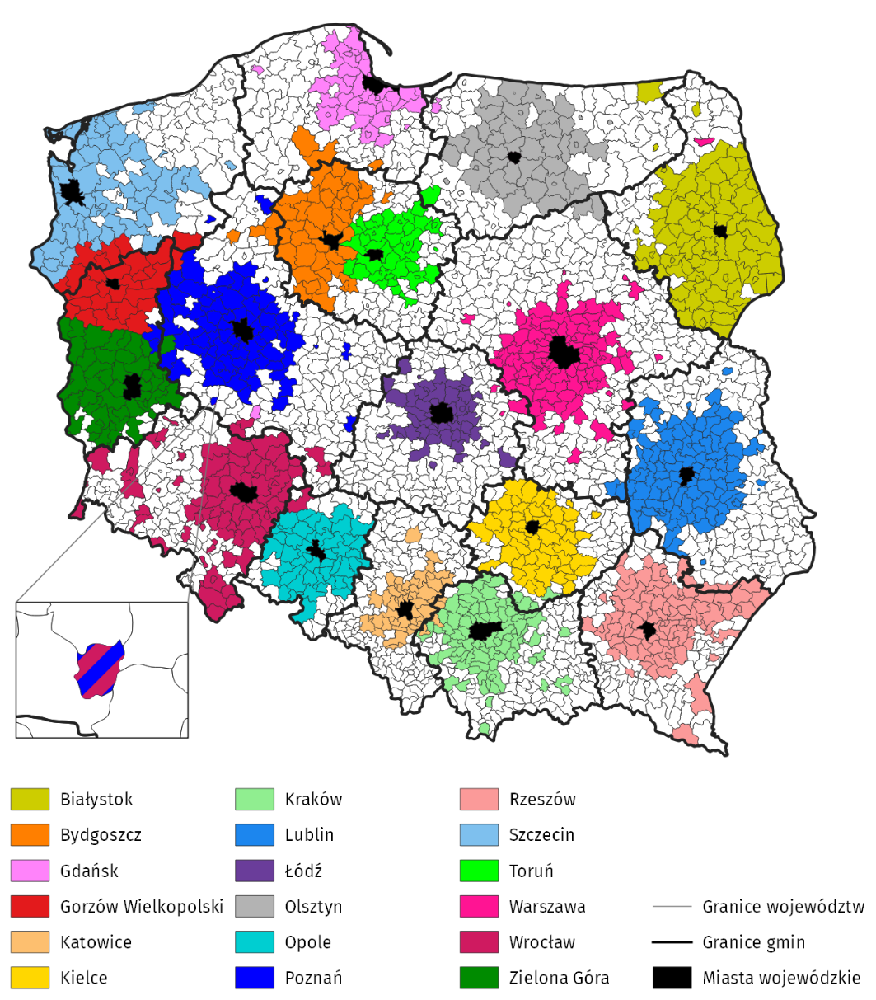 Białystok
Bydgoszcz
Gdańsk
Gorzów Wielkopolski
Katowice
Kielce
Kraków
Lublin
Łódź
Olsztyn
Opole
Poznań
Rzeszów
Szczecin
Toruń
Warszawa
Wrocław
Zielona Góra
Granice województw
Granice gmin
Miasta wojewódzkie